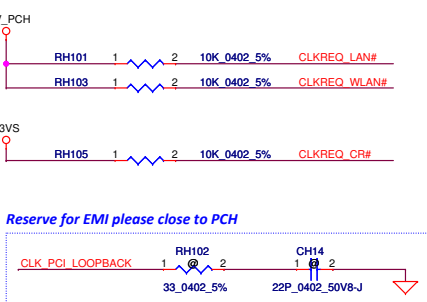 V_PCH
RH101 1 2 10K_0402_5% CLKREQ_LAN#
RH103 1 2 10K_0402_5% CLKREQ_WLAN#
3VS
RH105 1 2 10K_0402_5% CLKREQ_CR#
Reserve for EMI please close to PCH
RH102 CH14
CLK_PCI_LOOPBACK 1 @ 2 1 @ 2
33_0402_5% 22P_0402_50V8-J